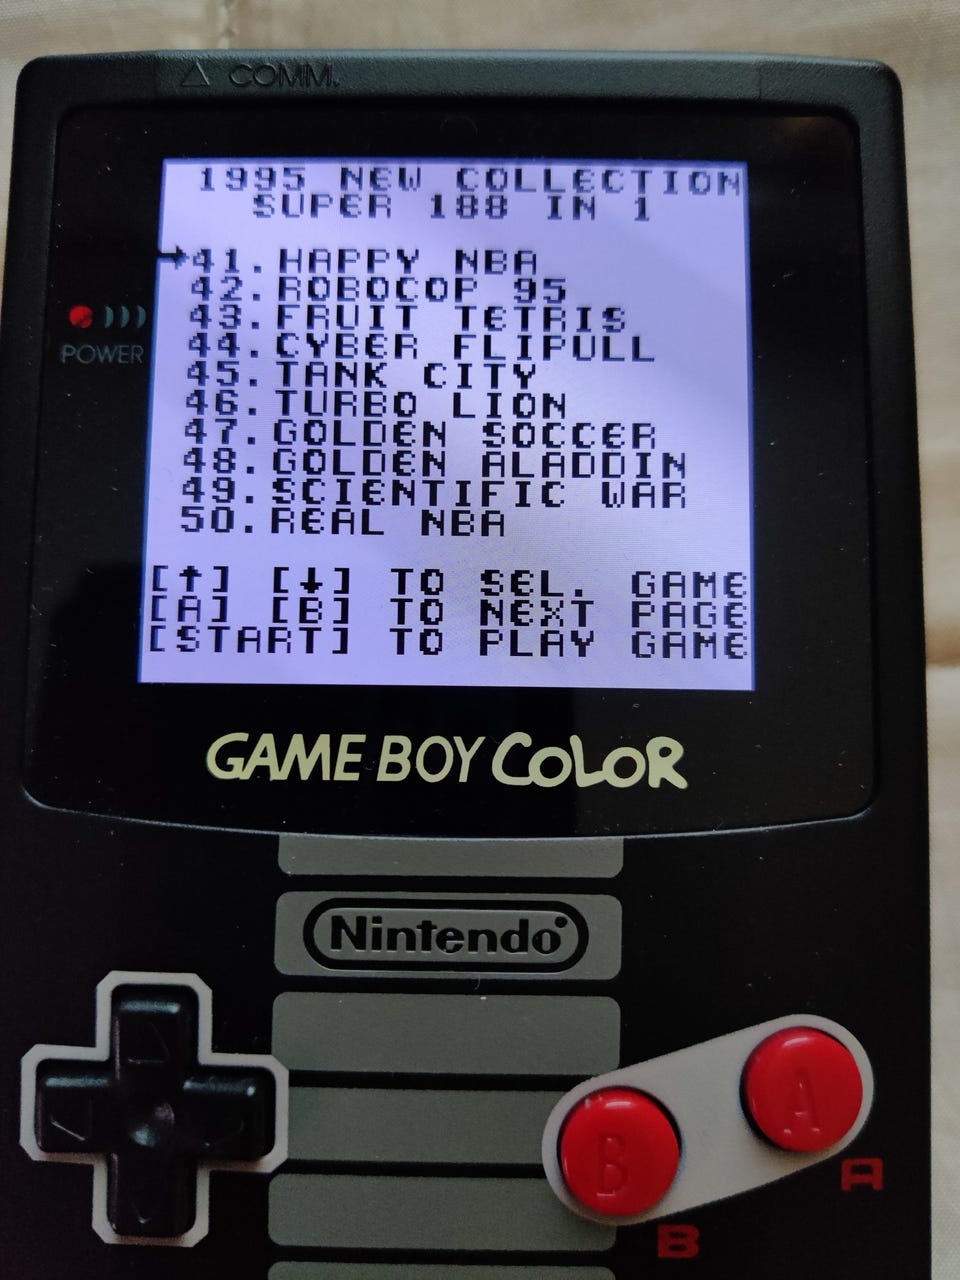 △ COMM.
1995 NEW COLLECTION
SUPER 188 IN 1
→41. HAPPY NBA
42. ROBOCOP 95
43. FRUIT TETRIS
44. CYBER FLIPULL
45. TANK CITY
46. TURBO LION
47. GOLDEN SOCCER
48. GOLDEN ALADDIN
49. SCIENTIFIC WAR
50. REAL NBA
[↑] [↓] TO SEL. GAME
[A] [B] TO NEXT PAGE
[START] TO PLAY GAME
POWER
GAME BOY COLOR
Nintendo
B
A
B
A